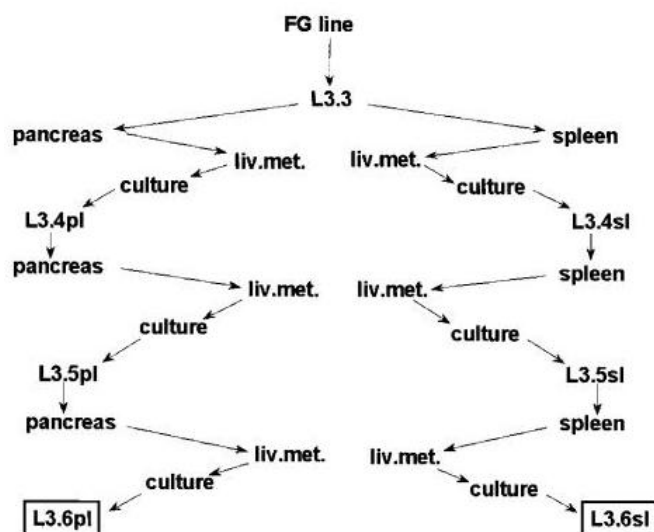 FG line
L3.3
pancreas
spleen
liv.met.
liv.met.
culture
culture
L3.4pl
L3.4sl
pancreas
spleen
liv.met.
liv.met.
culture
culture
L3.5pl
L3.5sl
pancreas
spleen
liv.met.
liv.met.
culture
culture
L3.6pl
L3.6sl